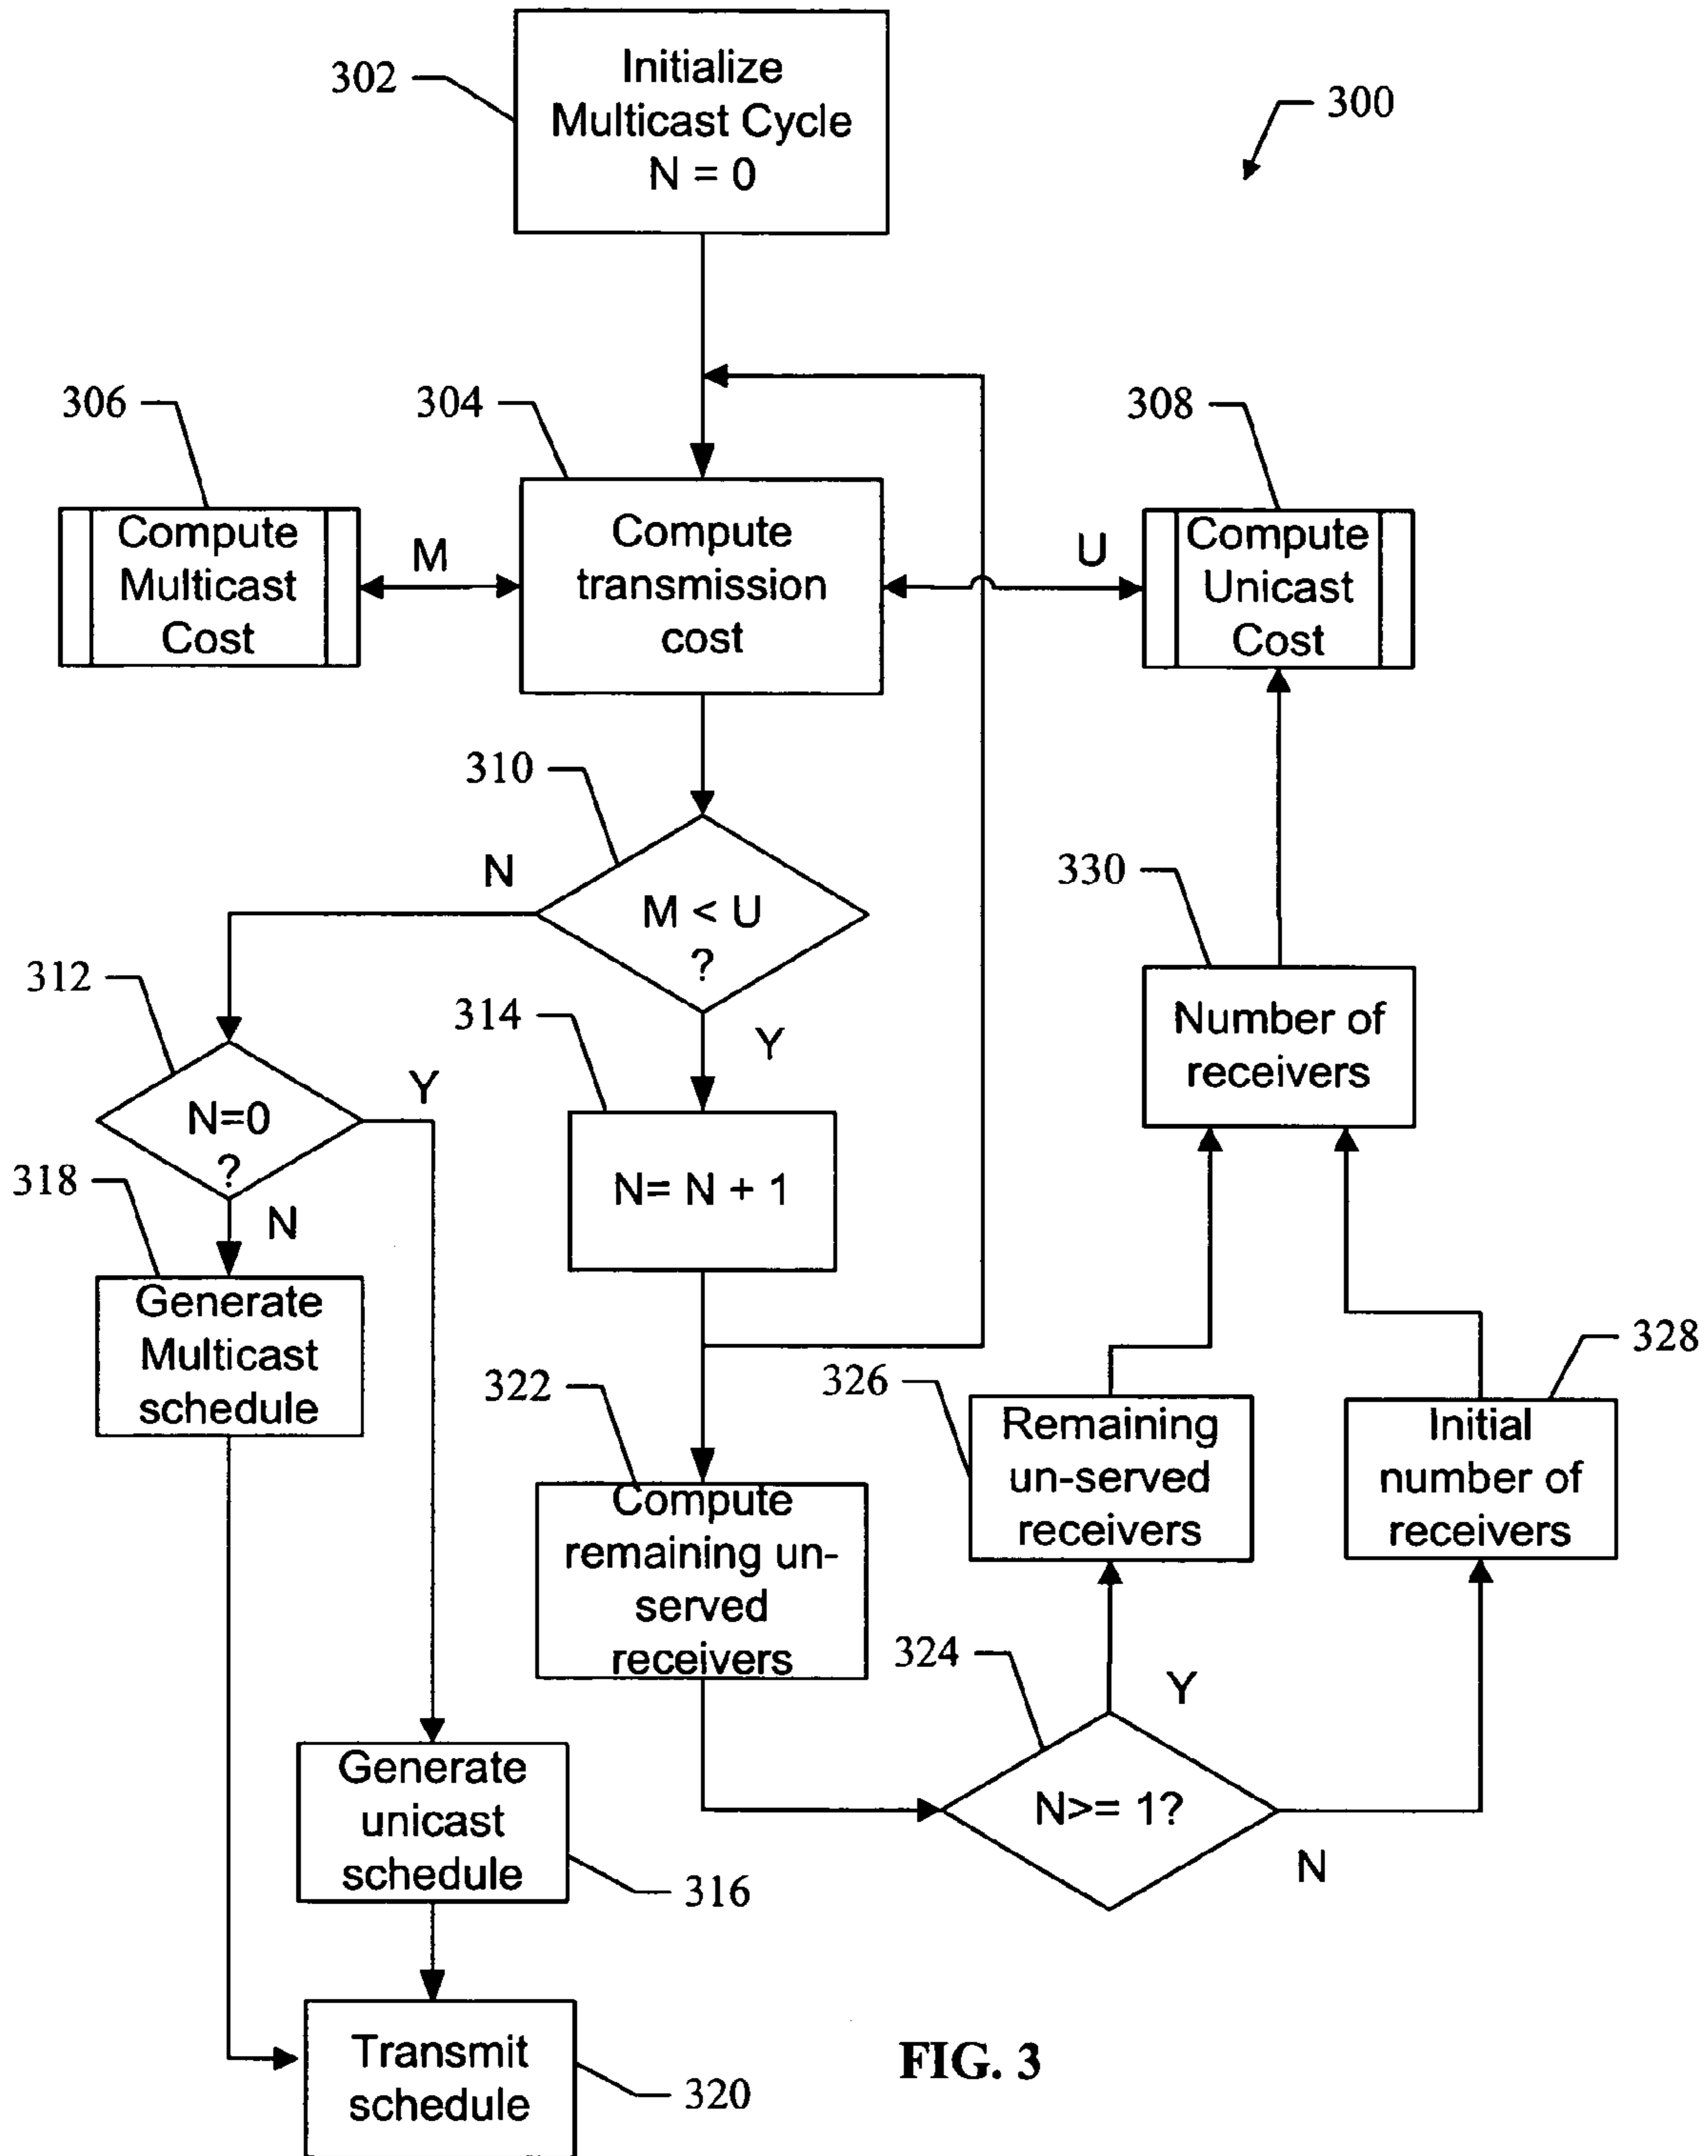 302
Initialize
Multicast Cycle
N = 0
300
306
304
308
Compute
Multicast
Cost
M
Compute
transmission
cost
U
Compute
Unicast
Cost
310
N
M < U
?
330
312
314
Y
Number of
receivers
N=0
?
Y
318
N
N= N + 1
Generate
Multicast
schedule
322
326
328
Compute
remaining un-
served
receivers
Remaining
un-served
receivers
Initial
number of
receivers
324
Y
Generate
unicast
schedule
N>= 1?
N
316
Transmit
schedule
320
FIG. 3